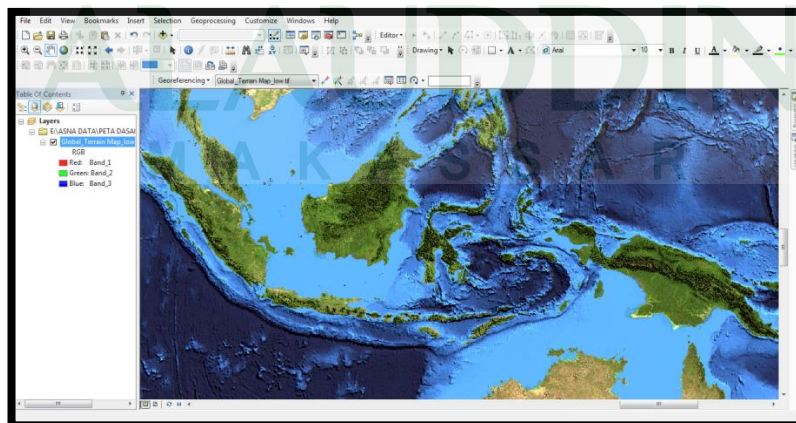 ALAUDDIN
MAKASSAR
File Edit View Bookmarks Insert Selection Geoprocessing Customize Windows Help
Editor
Drawing Arial 10 B I U A
Georeferencing Global_Terrain Map_low.tif
Table Of Contents
Layers
E:\ASNA DATA\PETA DASAI
Global_Terrain Map_low
RGB
Red: Band_1
Green: Band_2
Blue: Band_3